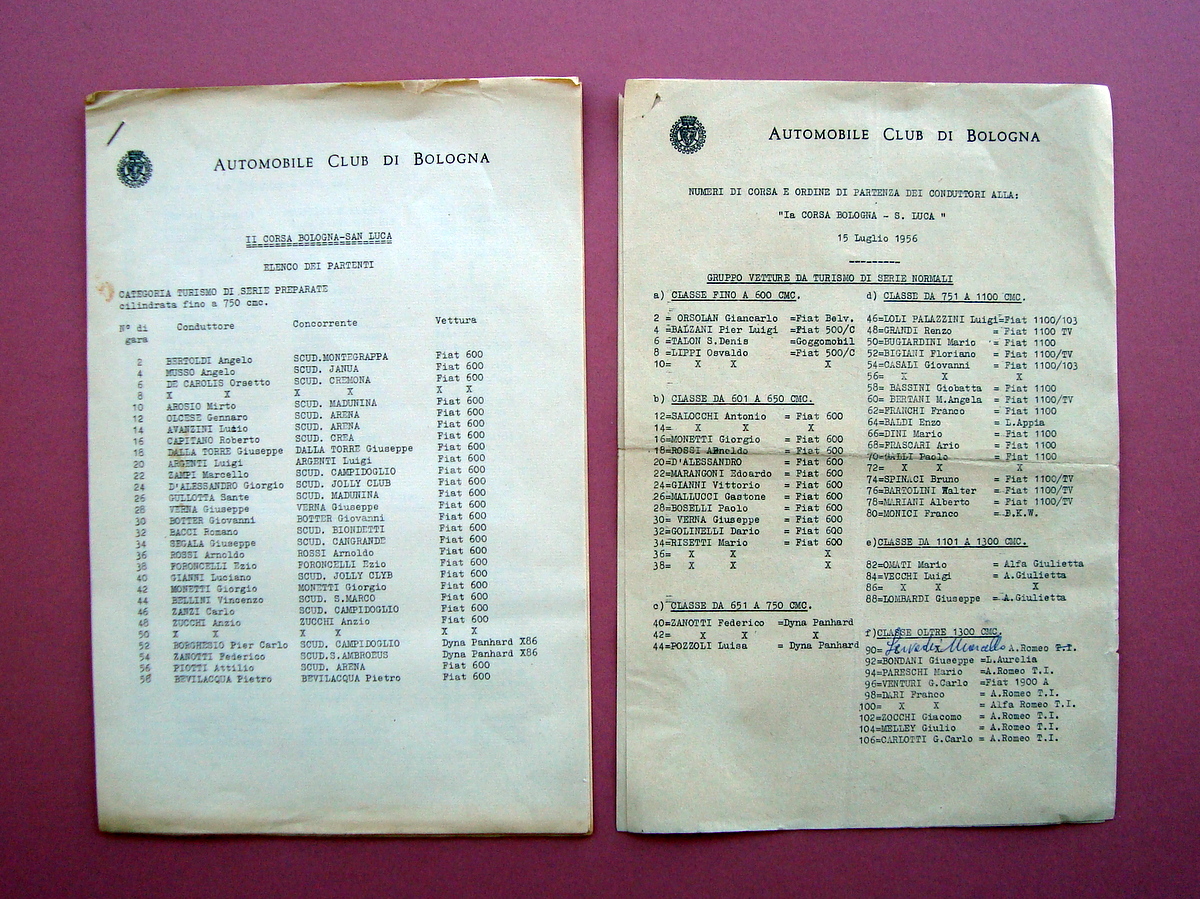 AUTOMOBILE CLUB DI BOLOGNA
II CORSA BOLOGNA-SAN LUCA
ELENCO DEI PARTENTI
CATEGORIA TURISMO DI SERIE PREPARATE
cilindrata fino a 750 cmc.
N° di gara Conduttore Concorrente Vettura
2 BERTOLDI Angelo SCUD.MONTEGRAPPA Fiat 600
4 MUSSO Angelo SCUD. JANUA Fiat 600
6 DE CAROLIS Orsetto SCUD. CREMONA Fiat 600
8 X X X X X X
10 AROSIO Mirto SCUD. MADUNINA Fiat 600
12 OLCESE Gennaro SCUD. ARENA Fiat 600
14 AVANZINI Lucio SCUD. ARENA Fiat 600
16 CAPITANO Roberto SCUD. CREA Fiat 600
18 DALLA TORRE Giuseppe DALLA TORRE Giuseppe Fiat 600
20 ARGENTI Luigi ARGENTI Luigi Fiat 600
22 ZAMPI Marcello SCUD. CAMPIDOGLIO Fiat 600
24 D'ALESSANDRO Giorgio SCUD. JOLLY CLUB Fiat 600
26 GULLOTTA Sante SCUD. MADUNINA Fiat 600
28 VERNA Giuseppe VERNA Giuseppe Fiat 600
30 BOTTER Giovanni BOTTER Giovanni Fiat 600
32 BACCI Romano SCUD. BIONDETTI Fiat 600
34 SEGALA Giuseppe SCUD. CANGRANDE Fiat 600
36 ROSSI Arnoldo ROSSI Arnoldo Fiat 600
38 FORONCELLI Ezio FORONCELLI Ezio Fiat 600
40 GIANNI Luciano SCUD. JOLLY CLYB Fiat 600
42 MONETTI Giorgio MONETTI Giorgio Fiat 600
44 BELLINI Vincenzo SCUD. S.MARCO Fiat 600
46 ZANZI Carlo SCUD. CAMPIDOGLIO Fiat 600
48 ZUCCHI Anzio ZUCCHI Anzio Fiat 600
50 X X X X X X
52 BORGHESIO Pier Carlo SCUD. CAMPIDOGLIO Dyna Panhard X86
54 ZANOTTI Federico SCUD.S.AMBROEUS Dyna Panhard X86
56 PIOTTI Attilio SCUD. ARENA Fiat 600
58 BEVILACQUA Pietro BEVILACQUA Pietro Fiat 600
AUTOMOBILE CLUB DI BOLOGNA
NUMERI DI CORSA E ORDINE DI PARTENZA DEI CONDUTTORI ALLA:
"Ia CORSA BOLOGNA - S. LUCA "
15 Luglio 1956
---------
GRUPPO VETTURE DA TURISMO DI SERIE NORMALI
a) CLASSE FINO A 600 CMC.
2 = ORSOLAN Giancarlo =Fiat Belv.
4 =BALZANI Pier Luigi =Fiat 500/C
6 =TALON S.Denis =Goggomobil
8 =LIPPI Osvaldo =Fiat 500/C
10= X X X
b) CLASSE DA 601 A 650 CMC.
12=SALOCCHI Antonio = Fiat 600
14= X X X
16=MONETTI Giorgio = Fiat 600
18=ROSSI Arnoldo = Fiat 600
20=D'ALESSANDRO = Fiat 600
22=MARANGONI Edoardo = Fiat 600
24=GIANNI Vittorio = Fiat 600
26=MALLUCCI Gastone = Fiat 600
28=BOSELLI Paolo = Fiat 600
30= VERNA Giuseppe = Fiat 600
32=GOLINELLI Dario = Fiat 600
34=RISETTI Mario = Fiat 600
36= X X X
38= X X X
c) CLASSE DA 651 A 750 CMC.
40=ZANOTTI Federico =Dyna Panhard
42= X X X
44=POZZOLI Luisa = Dyna Panhard
d) CLASSE DA 751 A 1100 CMC.
46=LOLI PALAZZINI Luigi=Fiat 1100/103
48=GRANDI Renzo = Fiat 1100 TV
50=BUGIARDINI Mario = Fiat 1100
52=BIGIANI Floriano = Fiat 1100/TV
54=CASALI Giovanni = Fiat 1100/103
56= X X X
58= BASSINI Giobatta = Fiat 1100
60= BERTANI M.Angela = Fiat 1100/TV
62=FRANCHI Franco = Fiat 1100
64=BALDI Enzo = L.Appia
66=DINI Mario = Fiat 1100
68=FRASCARI Ario = Fiat 1100
70=GALLI Paolo = Fiat 1100
72= X X X
74=SPINACI Bruno = Fiat 1100/TV
76=BARTOLINI Walter = Fiat 1100/TV
78=MARIANI Alberto = Fiat 1100/TV
80=MONICI Franco = B.K.W.
e)CLASSE DA 1101 A 1300 CMC.
82=OMATI Mario = Alfa Giulietta
84=VECCHI Luigi = A.Giulietta
86= X X X
88=LOMBARDI Giuseppe = A.Giulietta
f)CLASSE OLTRE 1300 CMC.
90= A.Romeo T.I.
92=BONDANI Giuseppe =L.Aurelia
94=PARESCHI Mario =A.Romeo T.I.
96=VENTURI G.Carlo =Fiat 1900 A
98=DARI Franco = A.Romeo T.I.
100= X X = Alfa Romeo T.I.
102=ZOCCHI Giacomo = A.Romeo T.I.
104=MELLEY Giulio = A.Romeo T.I.
106=CARLOTTI G.Carlo = A.Romeo T.I.